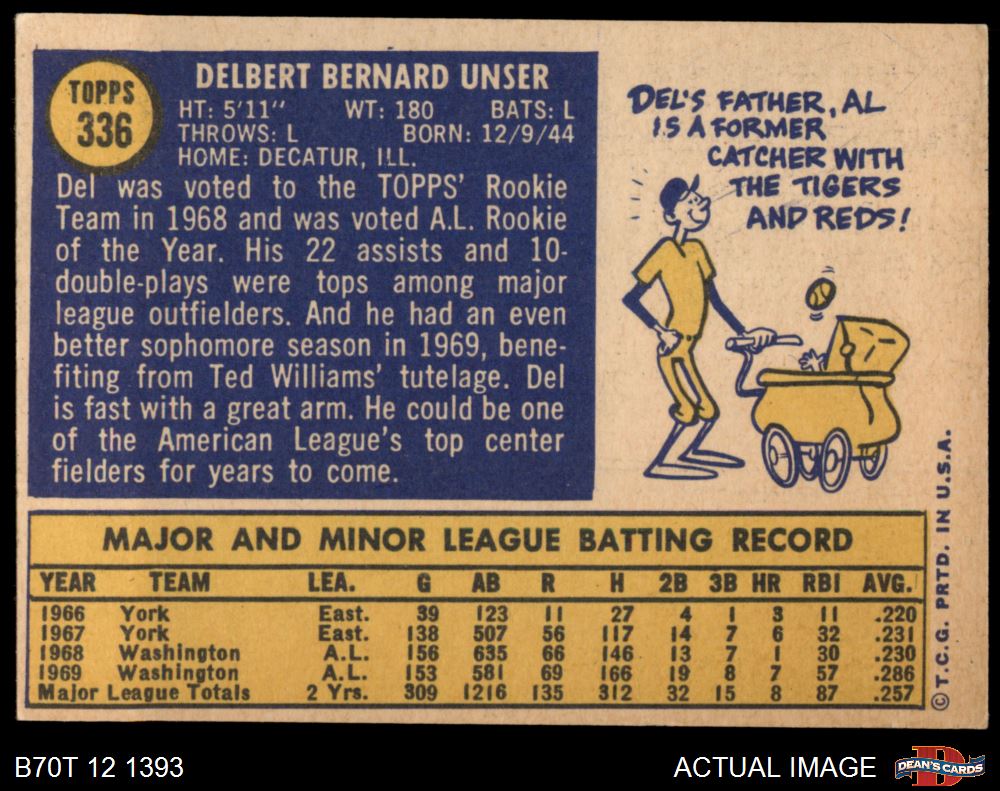 TOPPS
336
DELBERT BERNARD UNSER
HT: 5'11" WT: 180 BATS: L
THROWS: L BORN: 12/9/44
HOME: DECATUR, ILL.
Del was voted to the TOPPS' Rookie
Team in 1968 and was voted A.L. Rookie
of the Year. His 22 assists and 10-
double-plays were tops among major
league outfielders. And he had an even
better sophomore season in 1969, bene-
fiting from Ted Williams' tutelage. Del
is fast with a great arm. He could be one
of the American League's top center
fielders for years to come.
DEL'S FATHER, AL
IS A FORMER
CATCHER WITH
THE TIGERS
AND REDS!
MAJOR AND MINOR LEAGUE BATTING RECORD
YEAR TEAM LEA. G AB R H 2B 3B HR RBI AVG.
1966 York East. 39 123 11 27 4 1 3 11 .220
1967 York East. 138 507 56 117 14 7 6 32 .231
1968 Washington A.L. 156 635 66 146 13 7 1 30 .230
1969 Washington A.L. 153 581 69 166 19 8 7 57 .286
Major League Totals 2 Yrs. 309 1216 135 312 32 15 8 87 .257
©T.C.G. PRTD. IN U.S.A.
B70T 12 1393
ACTUAL IMAGE
DEAN'S CARDS